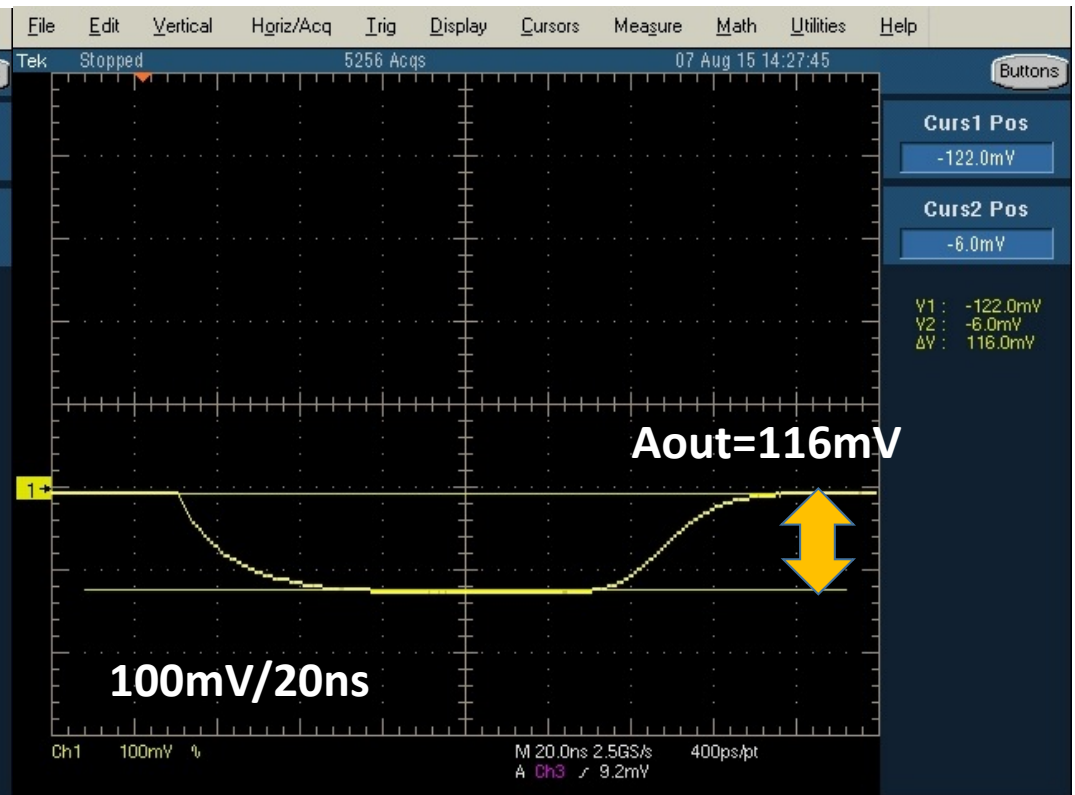 File Edit Vertical Horiz/Acq Trig Display Cursors Measure Math Utilities Help
Tek Stopped 5256 Acqs 07 Aug 15 14:27:45
Buttons
Curs1 Pos
-122.0mV
Curs2 Pos
-6.0mV
V1 : -122.0mV
V2 : -6.0mV
ΔV : 116.0mV
Aout=116mV
1
100mV/20ns
Ch1 100mV ∿ M 20.0ns 2.5GS/s 400ps/pt
A Ch3 ⁄ 9.2mV